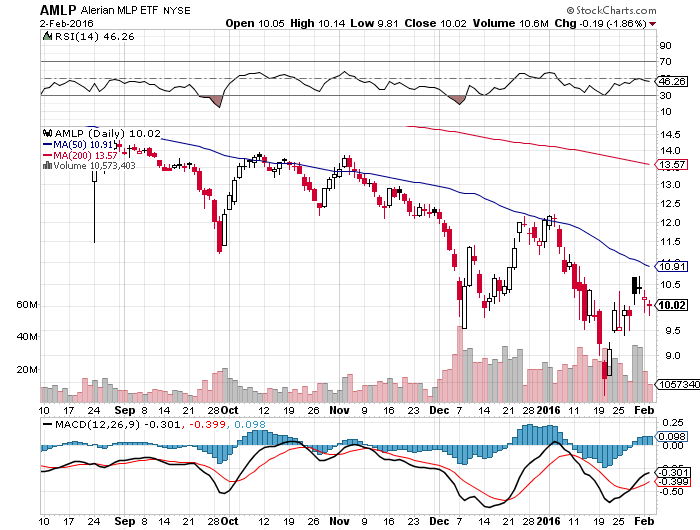 AMLP Alerian MLP ETF NYSE
© StockCharts.com
2-Feb-2016
Open 10.05 High 10.14 Low 9.81 Close 10.02 Volume 10.6M Chg -0.19 (-1.86%)
RSI(14) 46.26
90
70
46.26
30
10
AMLP (Daily) 10.02
MA(50) 10.91
MA(200) 13.57
Volume 10,573,403
14.5
14.0
13.57
13.0
12.5
12.0
11.5
10.91
10.5
10.02
9.5
9.0
60M
40M
20M
1057340
10 17 24 Sep 8 14 21 28 Oct 12 19 26 Nov 9 16 23 Dec 7 14 21 28 2016 11 19 25 Feb
MACD(12,26,9) -0.301, -0.399, 0.098
0.25
0.098
0.00
-0.301
-0.399
-0.50
10 17 24 Sep 8 14 21 28 Oct 12 19 26 Nov 9 16 23 Dec 7 14 21 28 2016 11 19 25 Feb